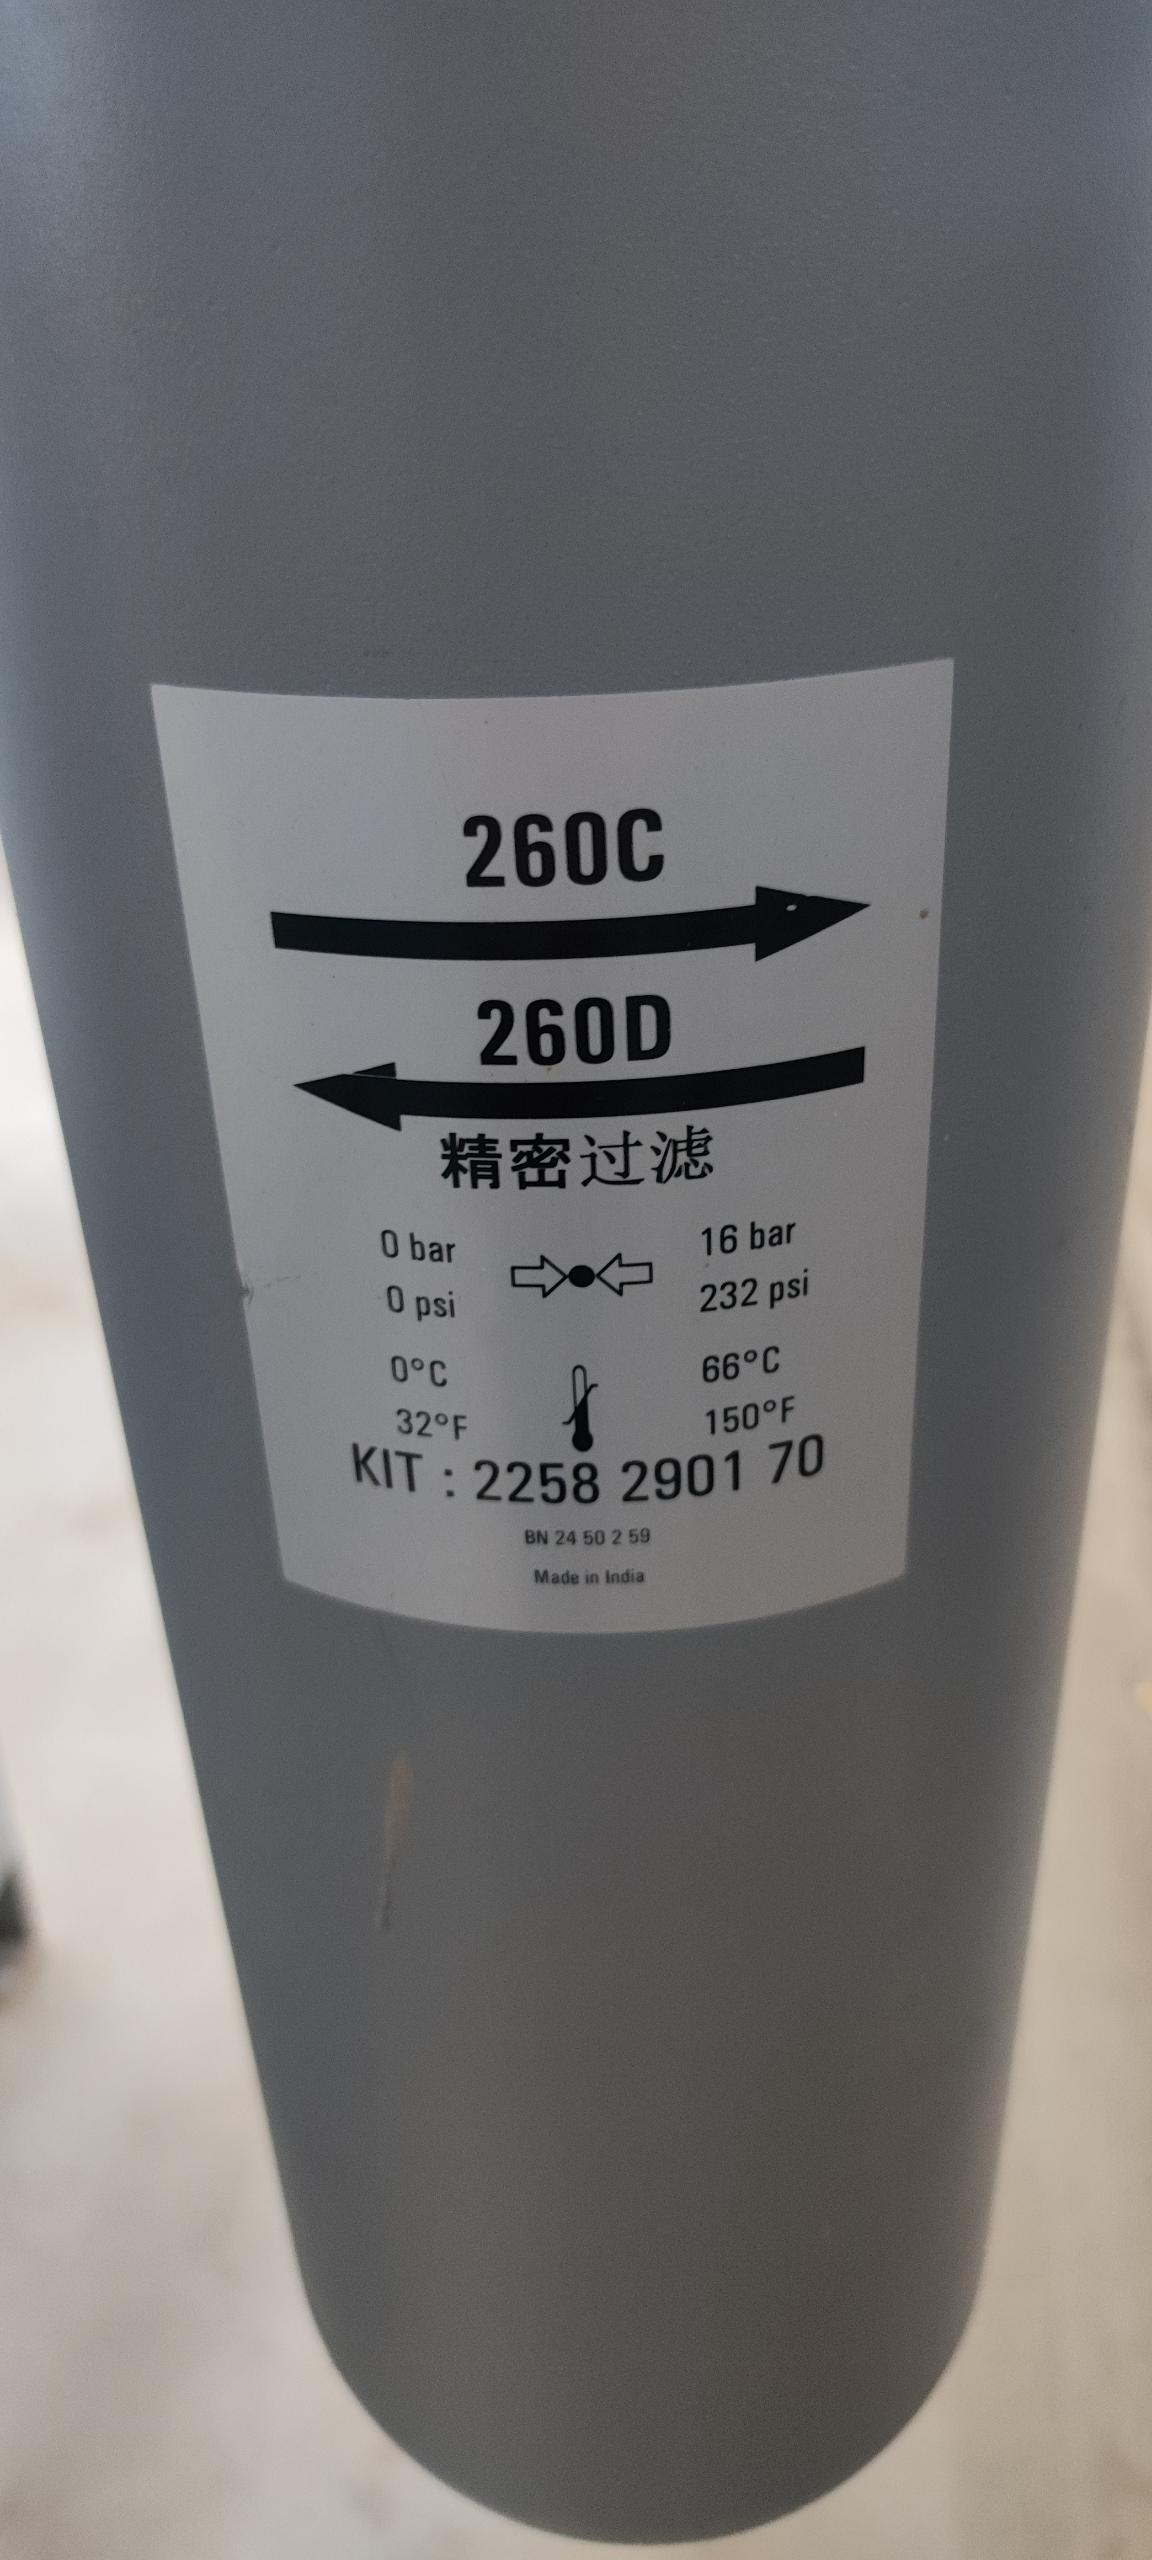 260C
260D
精密过滤
0 bar 16 bar
0 psi 232 psi
0°C 66°C
32°F 150°F
KIT : 2258 2901 70
BN 24 50 2 59
Made in India